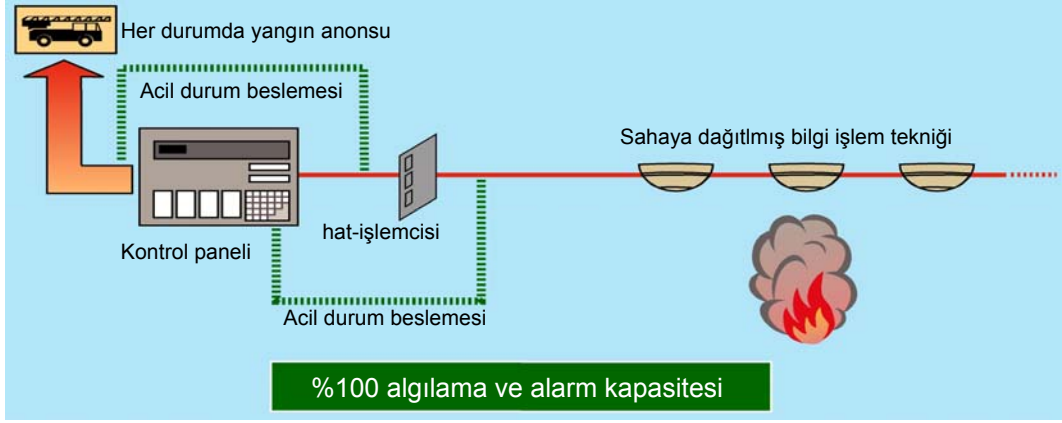 Her durumda yangın anonsu
Acil durum beslemesi
Sahaya dağıtlmış bilgi işlem tekniği
hat-işlemcisi
Kontrol paneli
Acil durum beslemesi
%100 algılama ve alarm kapasitesi